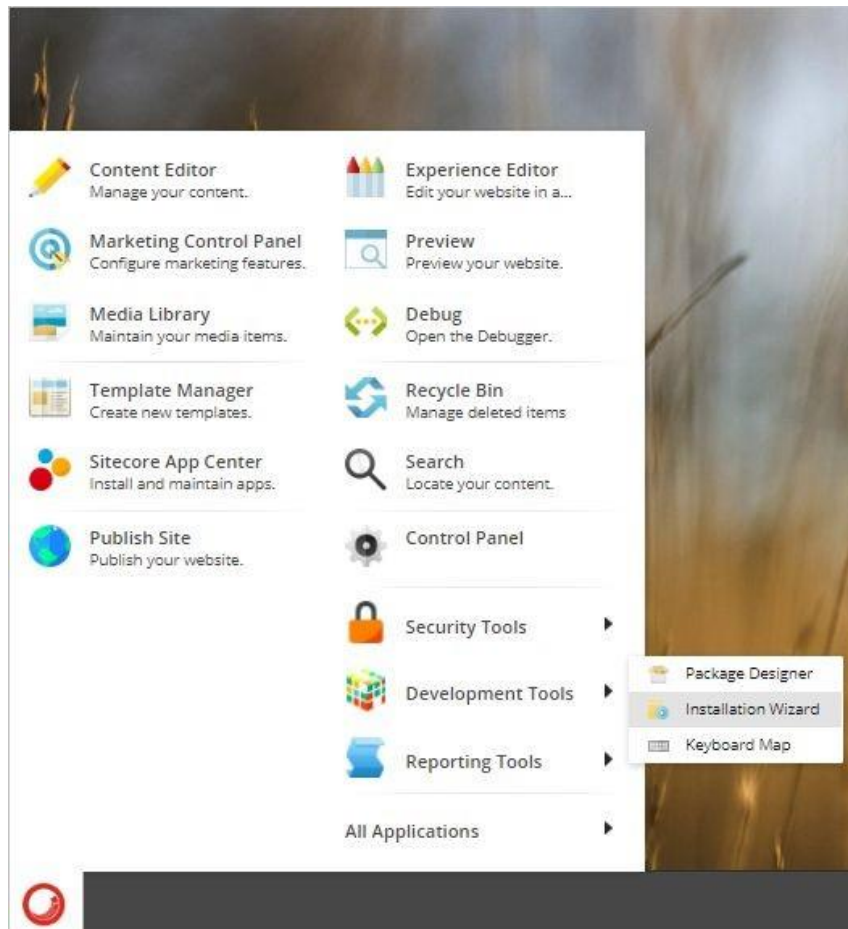 Content Editor
Manage your content.
Marketing Control Panel
Configure marketing features.
Media Library
Maintain your media items.
Template Manager
Create new templates.
Sitecore App Center
Install and maintain apps.
Publish Site
Publish your website.
Experience Editor
Edit your website in a...
Preview
Preview your website.
Debug
Open the Debugger.
Recycle Bin
Manage deleted items
Search
Locate your content.
Control Panel
Security Tools
Development Tools
Reporting Tools
All Applications
Package Designer
Installation Wizard
Keyboard Map